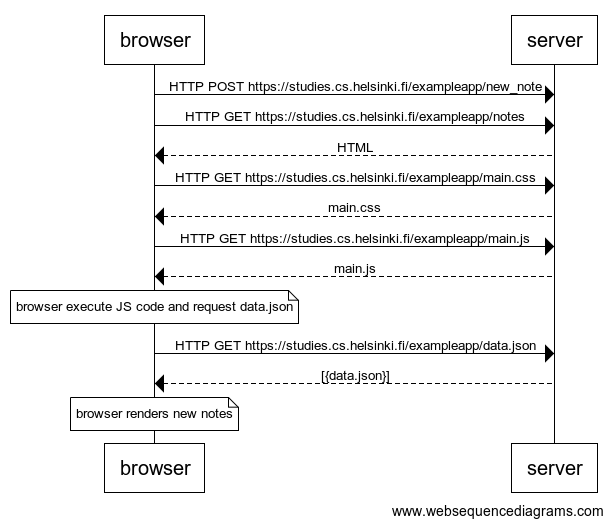 browser
server
HTTP POST https://studies.cs.helsinki.fi/exampleapp/new_note
HTTP GET https://studies.cs.helsinki.fi/exampleapp/notes
HTML
HTTP GET https://studies.cs.helsinki.fi/exampleapp/main.css
main.css
HTTP GET https://studies.cs.helsinki.fi/exampleapp/main.js
main.js
browser execute JS code and request data.json
HTTP GET https://studies.cs.helsinki.fi/exampleapp/data.json
[{data.json}]
browser renders new notes
browser
server
www.websequencediagrams.com